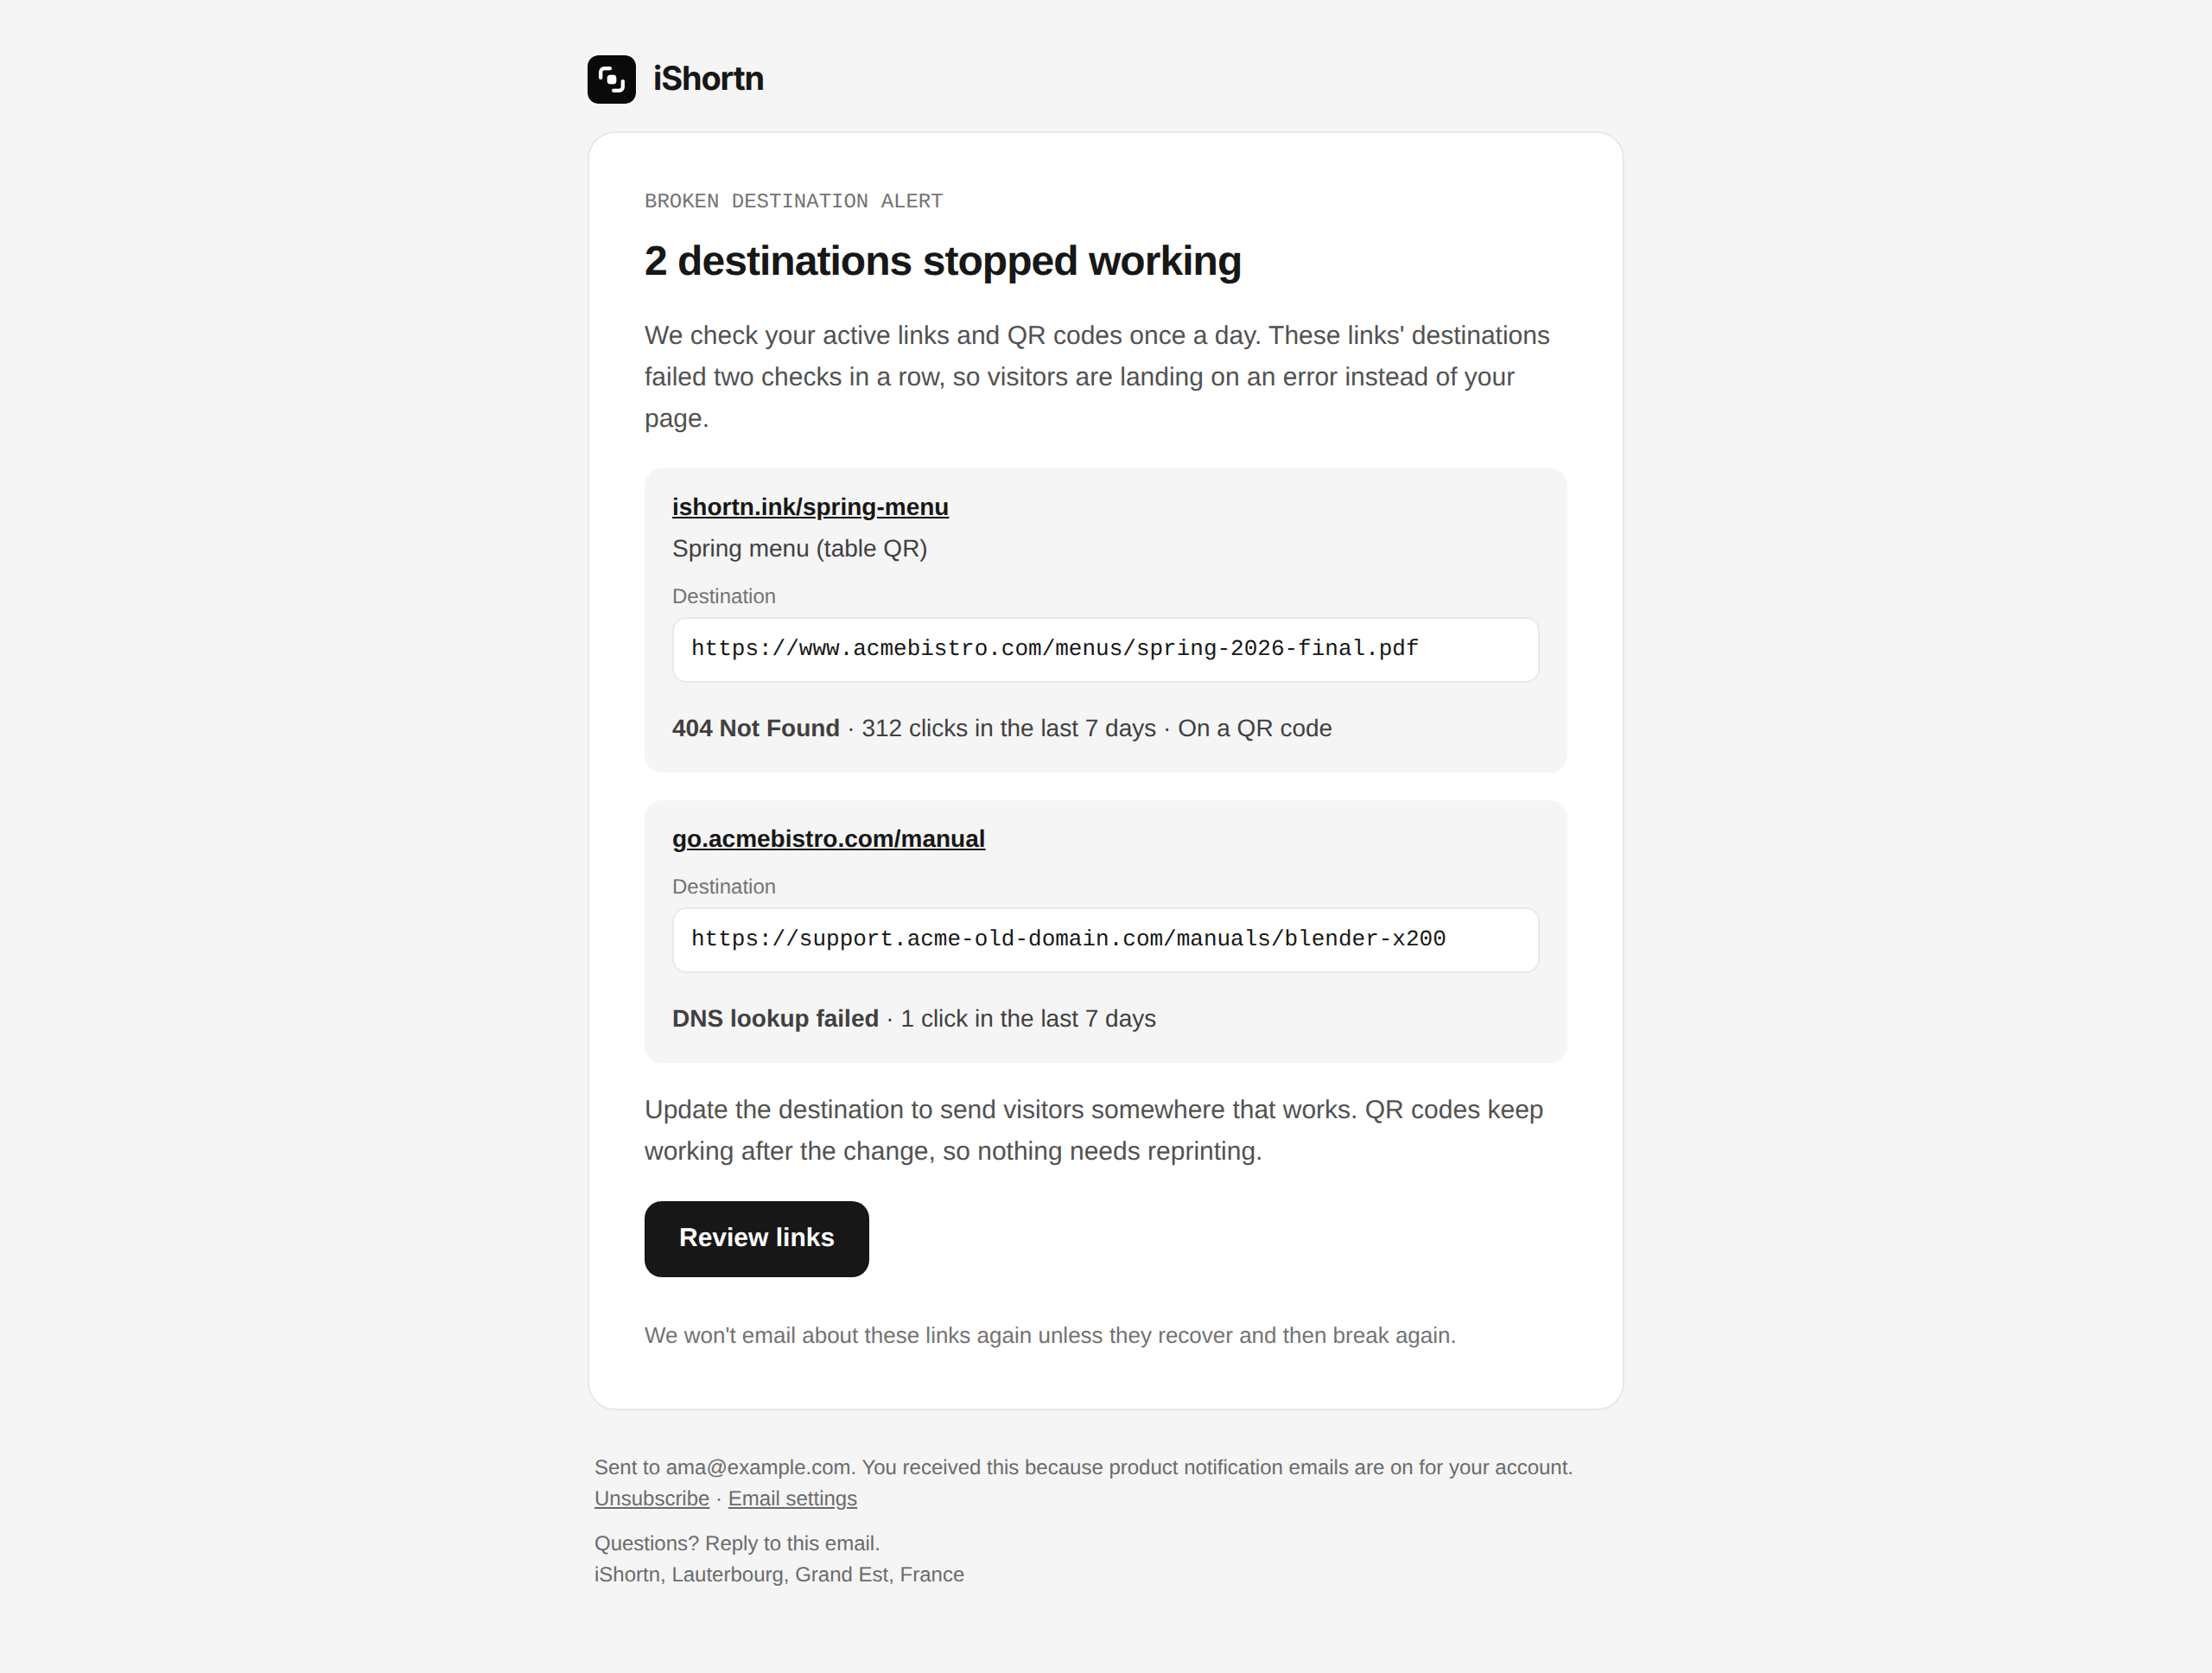 iShortn
BROKEN DESTINATION ALERT
2 destinations stopped working
We check your active links and QR codes once a day. These links' destinations
failed two checks in a row, so visitors are landing on an error instead of your
page.
ishortn.ink/spring-menu
Spring menu (table QR)
Destination
https://www.acmebistro.com/menus/spring-2026-final.pdf
404 Not Found · 312 clicks in the last 7 days · On a QR code
go.acmebistro.com/manual
Destination
https://support.acme-old-domain.com/manuals/blender-x200
DNS lookup failed · 1 click in the last 7 days
Update the destination to send visitors somewhere that works. QR codes keep
working after the change, so nothing needs reprinting.
Review links
We won't email about these links again unless they recover and then break again.
Sent to ama@example.com. You received this because product notification emails are on for your account.
Unsubscribe · Email settings
Questions? Reply to this email.
iShortn, Lauterbourg, Grand Est, France